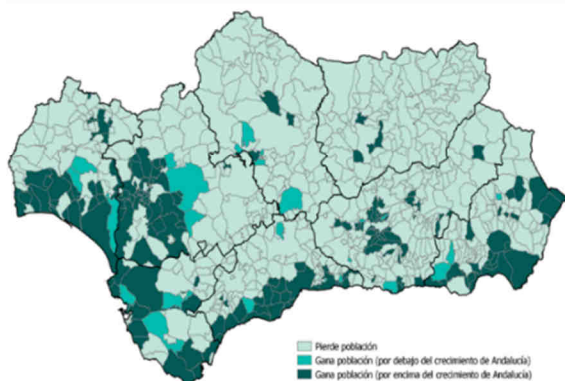 Pierde población
Gana población (por debajo del crecimiento de Andalucía)
Gana población (por encima del crecimiento de Andalucía)